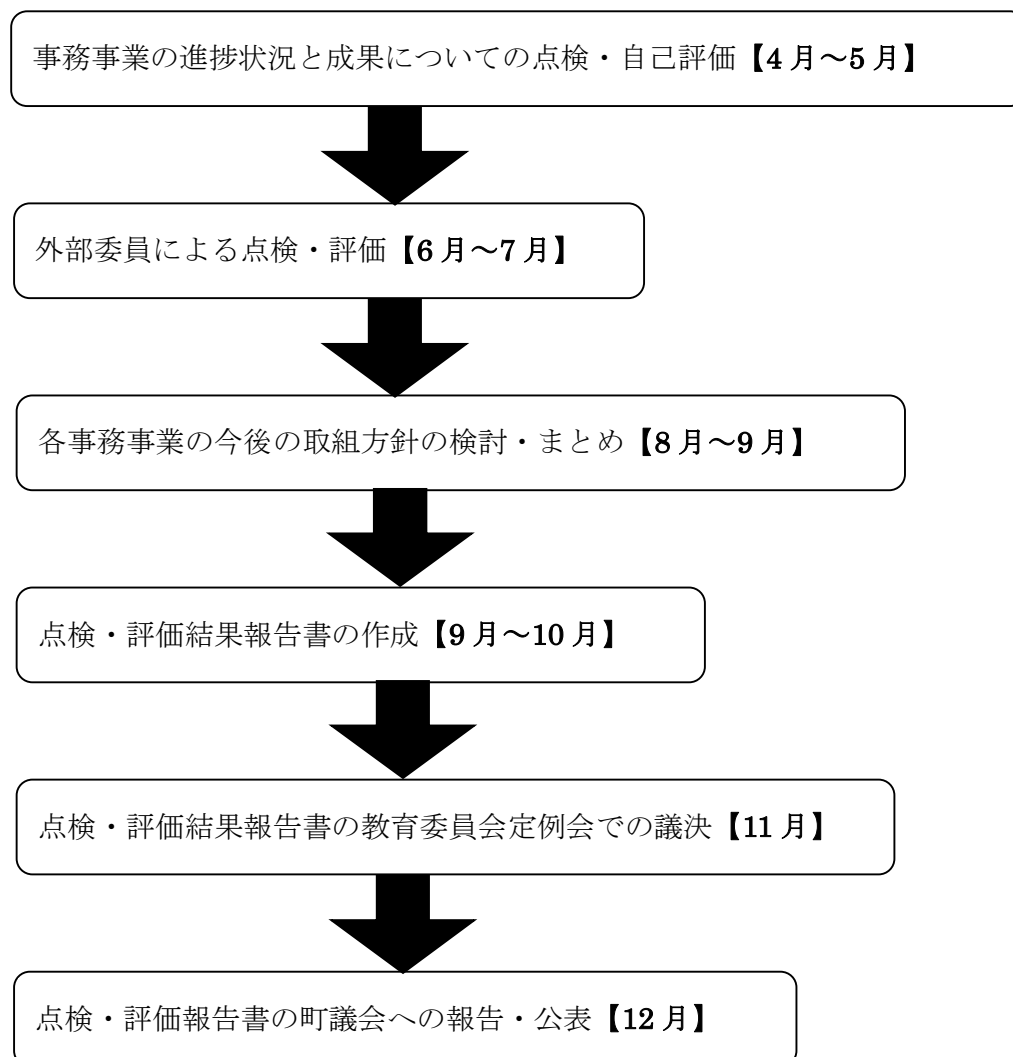 事務事業の進捗状況と成果についての点検・自己評価【4月～5月】
外部委員による点検・評価【6月～7月】
各事務事業の今後の取組方針の検討・まとめ【8月～9月】
点検・評価結果報告書の作成【9月～10月】
点検・評価結果報告書の教育委員会定例会での議決【11月】
点検・評価報告書の町議会への報告・公表【12月】